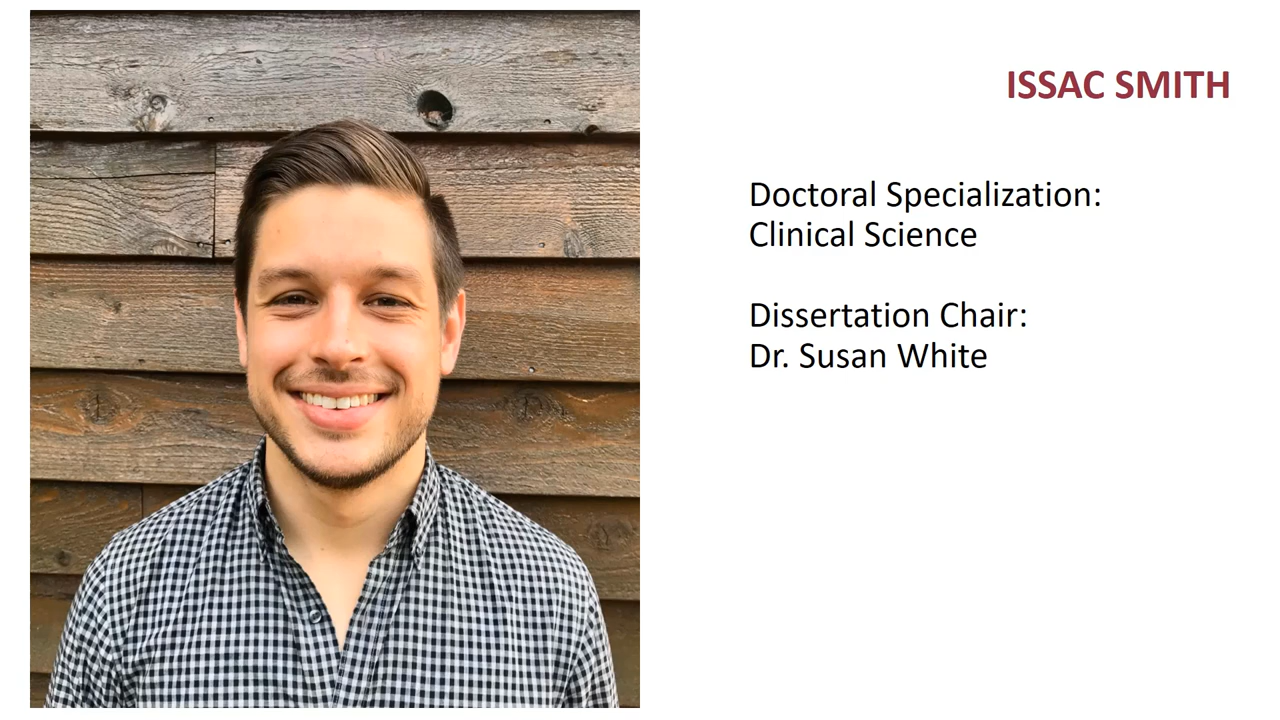 ISSAC SMITH
Doctoral Specialization:
Clinical Science
Dissertation Chair:
Dr. Susan White